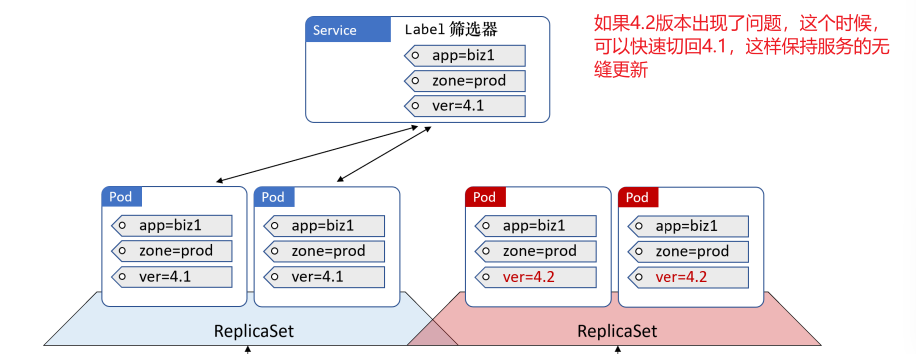 Service
Label 筛选器
app=biz1
zone=prod
ver=4.1
如果4.2版本出现了问题，这个时候，
可以快速切回4.1，这样保持服务的无
缝更新
Pod
app=biz1
zone=prod
ver=4.1
Pod
app=biz1
zone=prod
ver=4.1
Pod
app=biz1
zone=prod
ver=4.2
Pod
app=biz1
zone=prod
ver=4.2
ReplicaSet
ReplicaSet